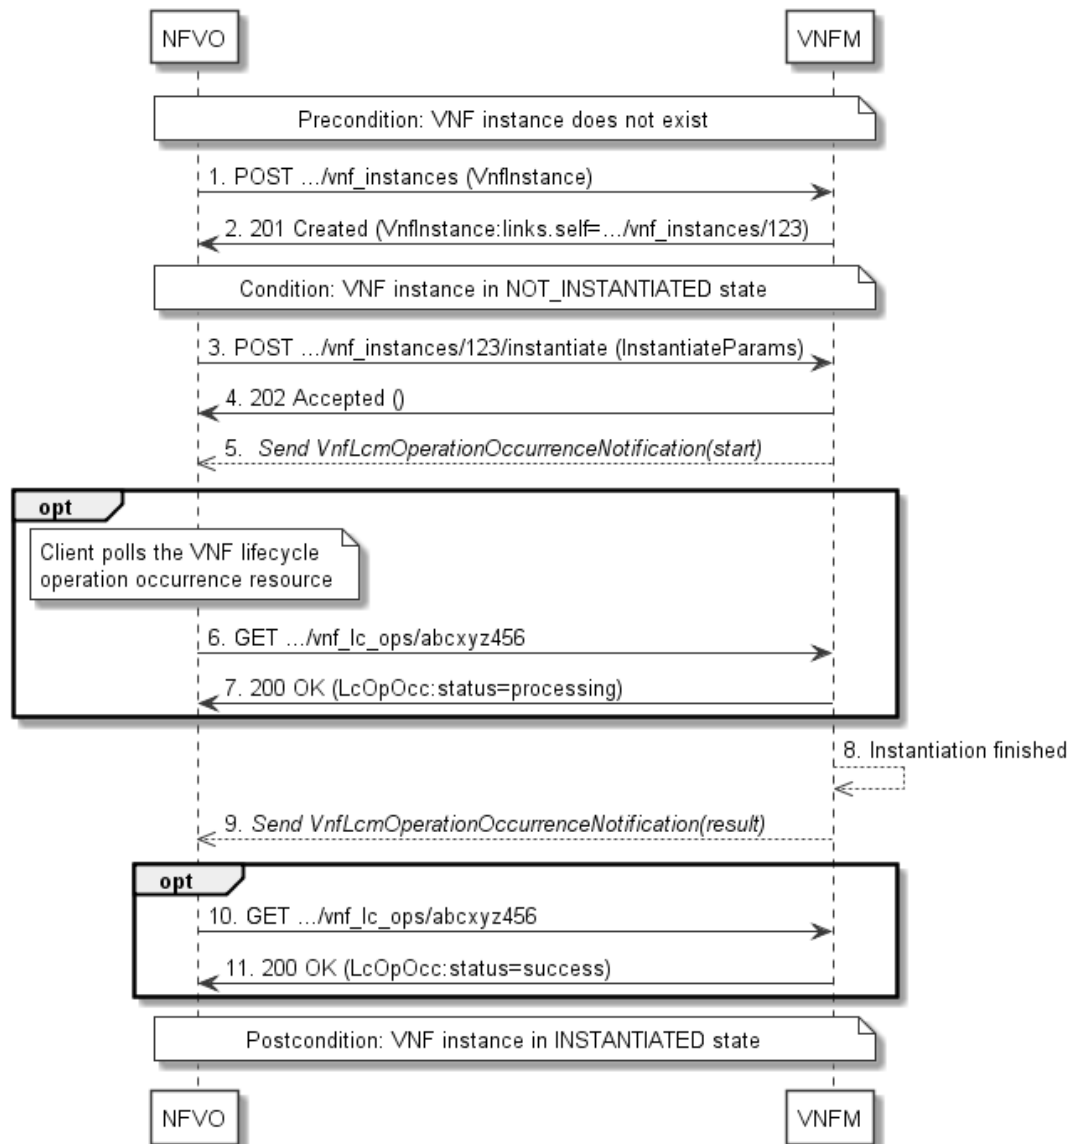 NFVO
VNFM
Precondition: VNF instance does not exist
1. POST .../vnf_instances (VnfInstance)
2. 201 Created (VnfInstance:links.self=.../vnf_instances/123)
Condition: VNF instance in NOT_INSTANTIATED state
3. POST .../vnf_instances/123/instantiate (InstantiateParams)
4. 202 Accepted ()
5. Send VnfLcmOperationOccurrenceNotification(start)
opt
Client polls the VNF lifecycle
operation occurrence resource
6. GET .../vnf_lc_ops/abcxyz456
7. 200 OK (LcOpOcc:status=processing)
8. Instantiation finished
9. Send VnfLcmOperationOccurrenceNotification(result)
opt
10. GET .../vnf_lc_ops/abcxyz456
11. 200 OK (LcOpOcc:status=success)
Postcondition: VNF instance in INSTANTIATED state
NFVO
VNFM